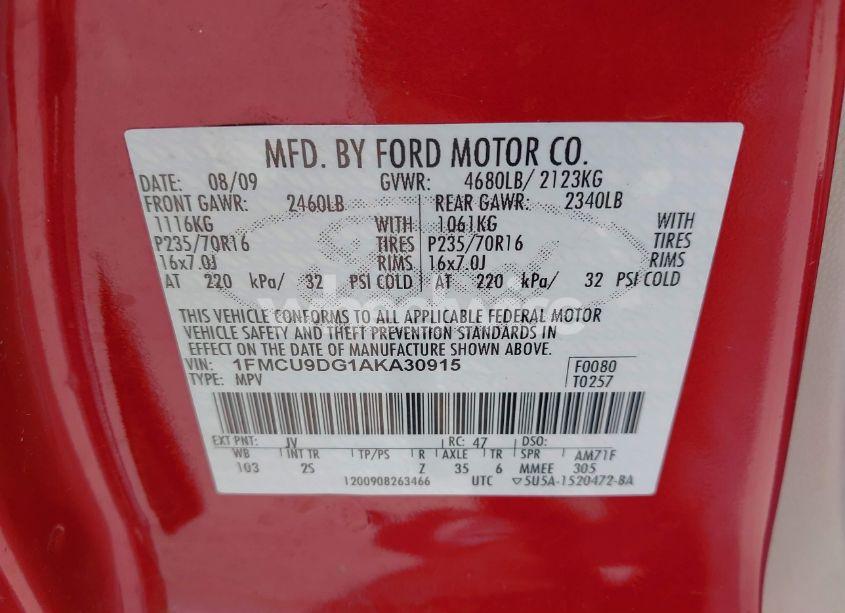 MFD. BY FORD MOTOR CO.
DATE: 08/09 GVWR: 4680LB/ 2123KG
FRONT GAWR: 2460LB REAR GAWR: 2340LB
1116KG WITH 1061KG WITH
P235/70R16 TIRES P235/70R16 TIRES
16x7.0J RIMS 16x7.0J RIMS
AT 220 kPa/ 32 PSI COLD AT 220 kPa/ 32 PSI COLD
THIS VEHICLE CONFORMS TO ALL APPLICABLE FEDERAL MOTOR
VEHICLE SAFETY AND THEFT PREVENTION STANDARDS IN
EFFECT ON THE DATE OF MANUFACTURE SHOWN ABOVE.
VIN: 1FMCU9DG1AKA30915 F0080
TYPE: MPV T0257
EXT PNT: JV RC: 47 DSO:
WB INT TR TP/PS R AXLE TR SPR AM71F
103 2S Z 35 6 MMEE 305
1200908263466 UTC ▽5U5A-1520472-BA